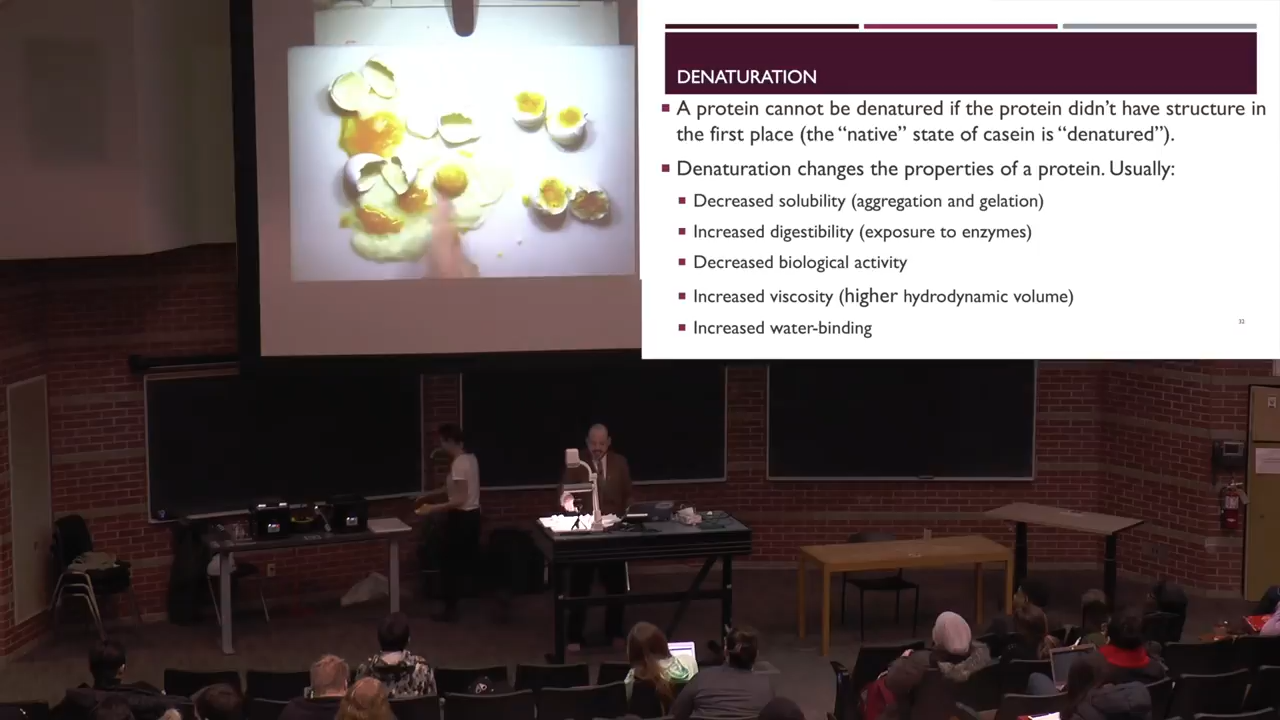 DENATURATION
A protein cannot be denatured if the protein didn't have structure in
the first place (the "native" state of casein is "denatured").
Denaturation changes the properties of a protein. Usually:
Decreased solubility (aggregation and gelation)
Increased digestibility (exposure to enzymes)
Decreased biological activity
Increased viscosity (higher hydrodynamic volume)
Increased water-binding